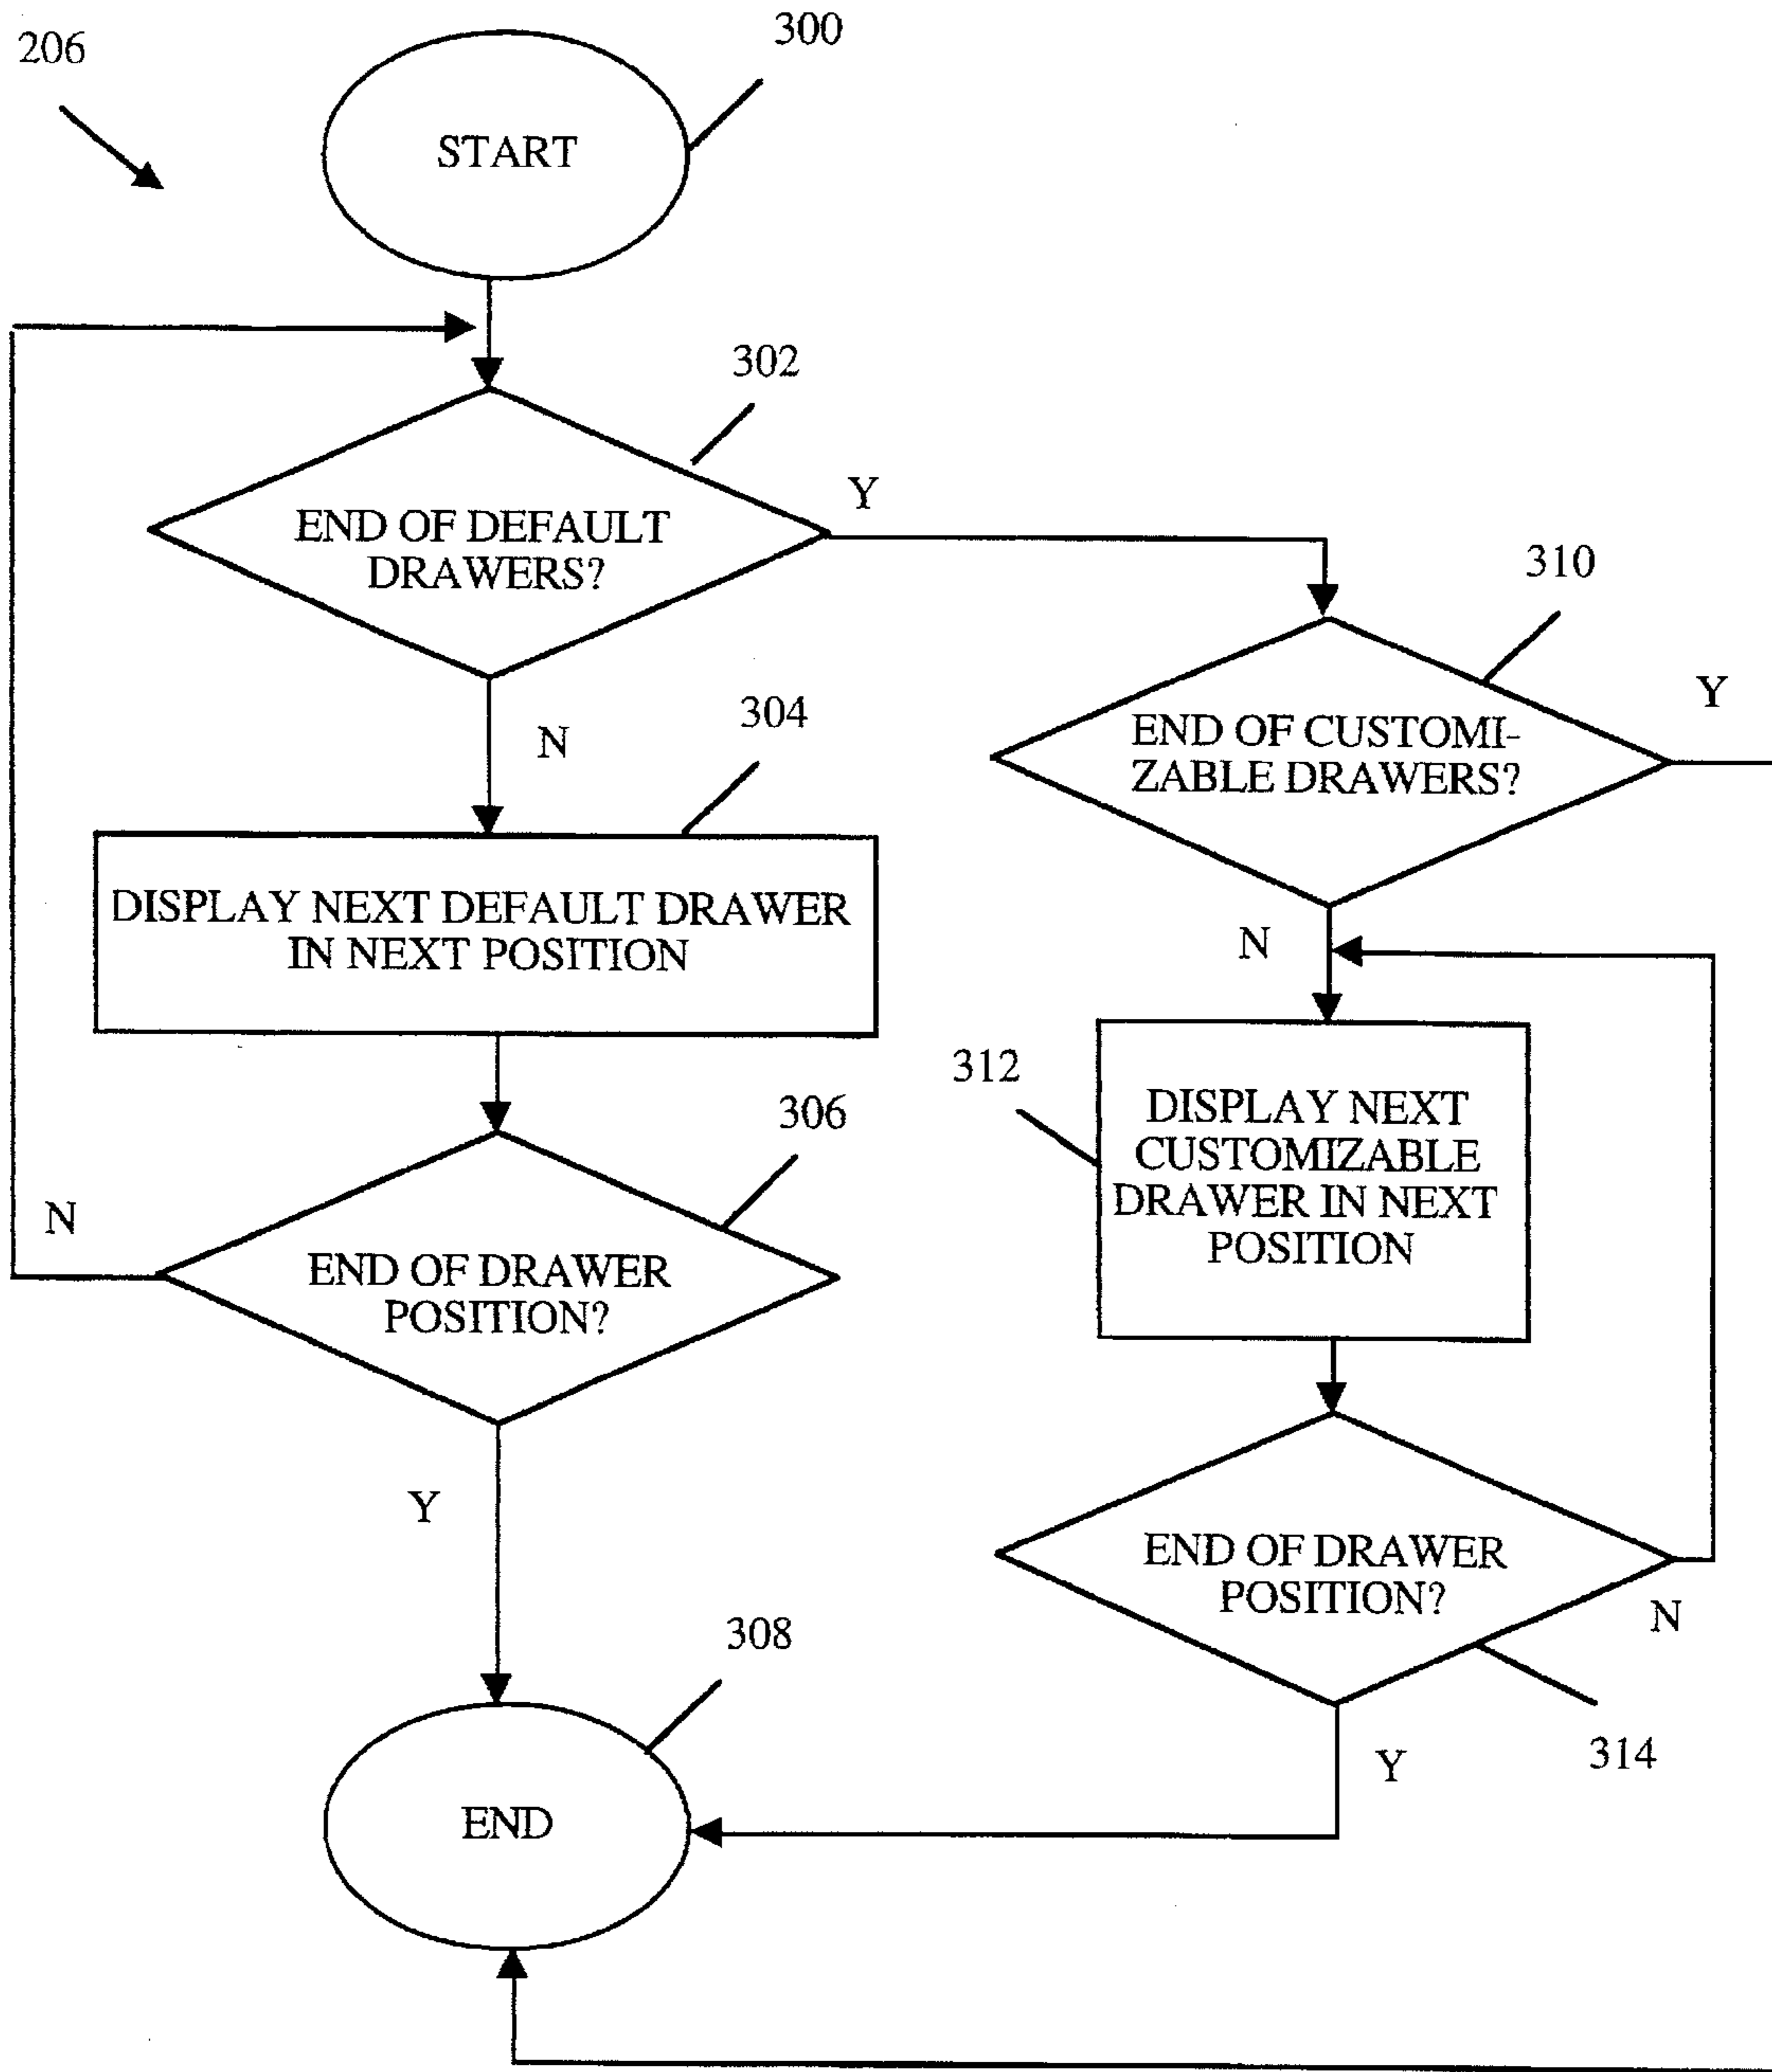 206
300
START
302
END OF DEFAULT
DRAWERS?
Y
N
304
DISPLAY NEXT DEFAULT DRAWER
IN NEXT POSITION
306
END OF DRAWER
POSITION?
N
Y
308
END
310
END OF CUSTOMI-
ZABLE DRAWERS?
Y
N
312
DISPLAY NEXT
CUSTOMIZABLE
DRAWER IN NEXT
POSITION
END OF DRAWER
POSITION?
N
314
Y